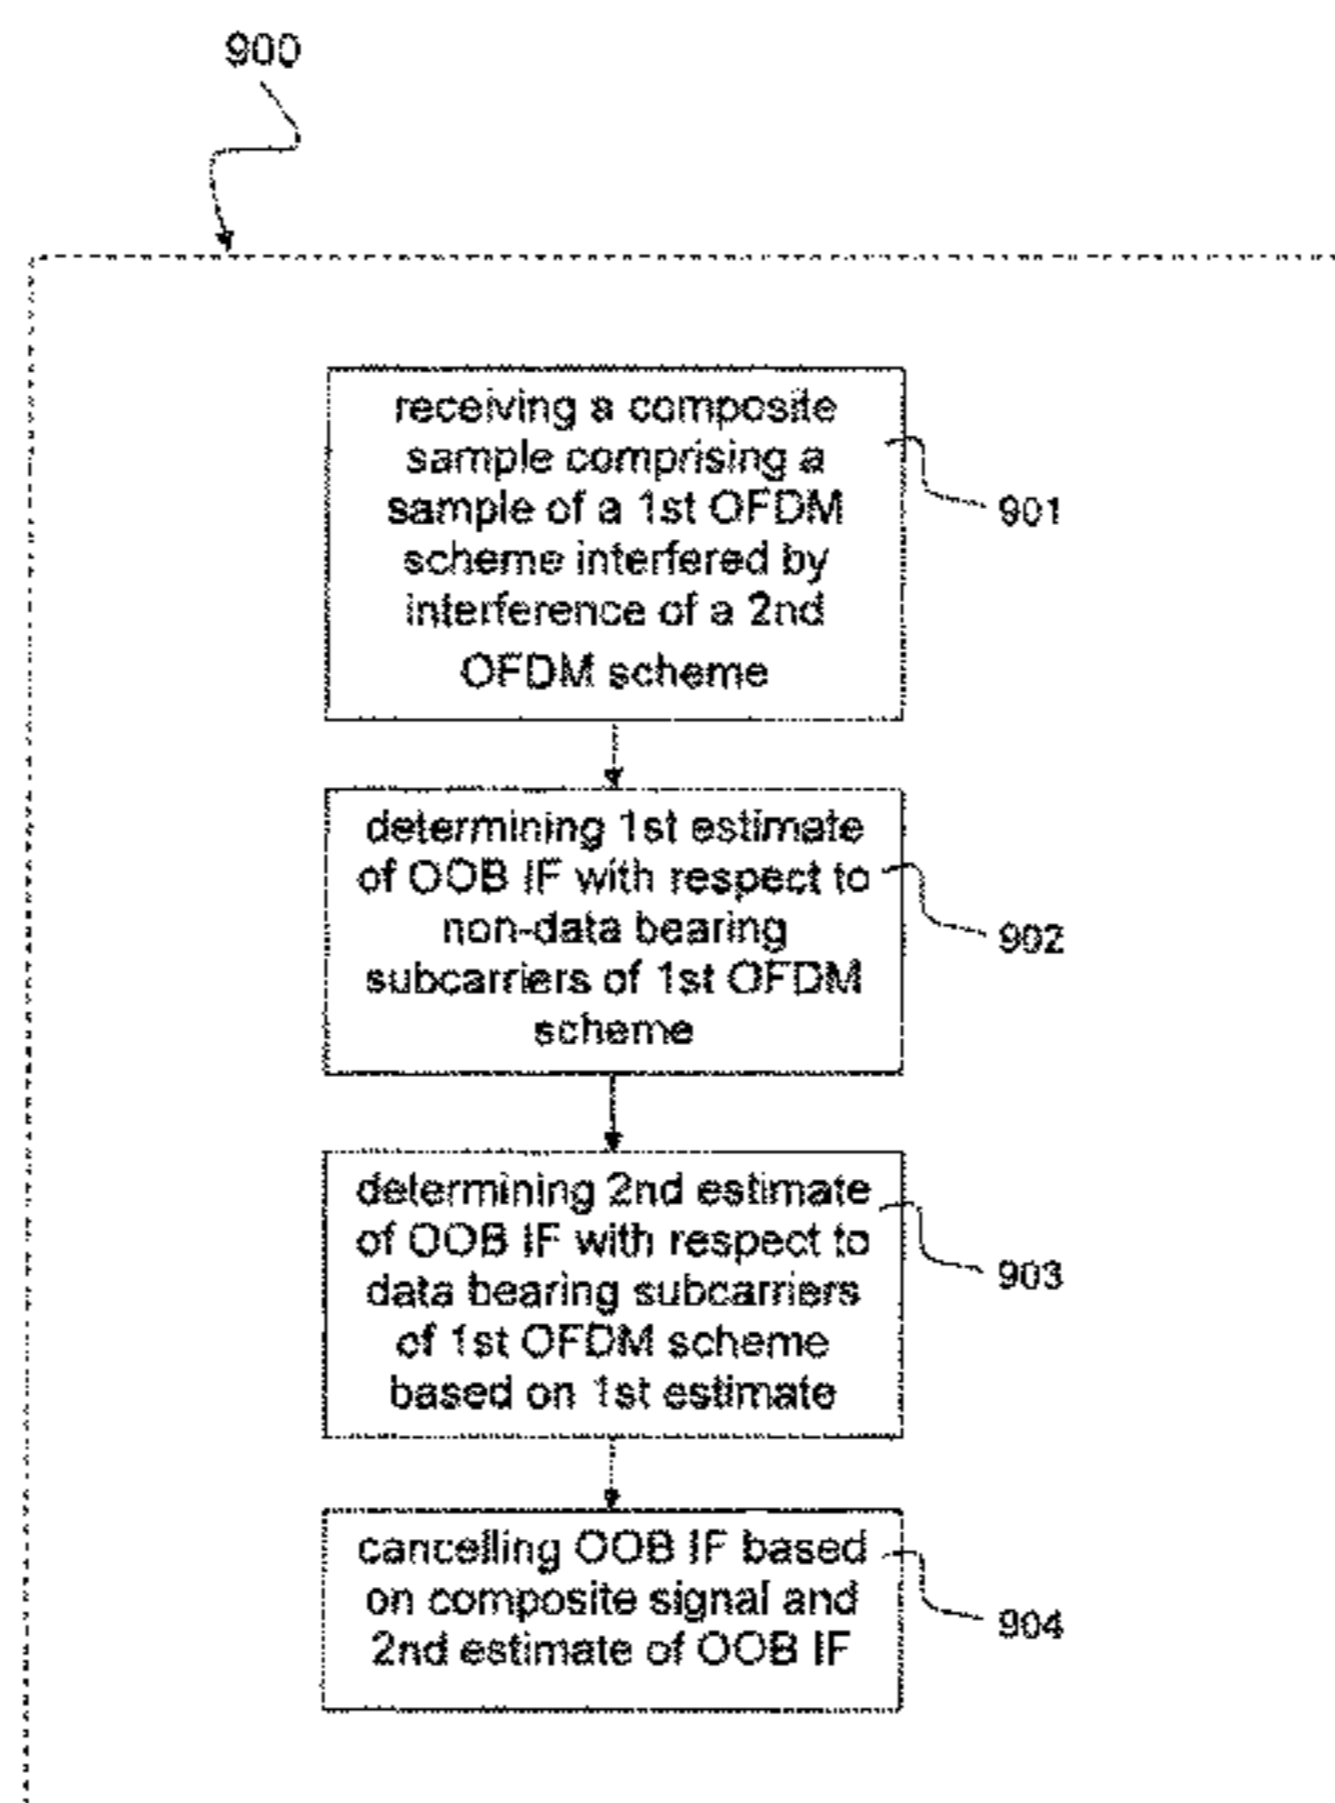 900
receiving a composite
sample comprising a
sample of a 1st OFDM
scheme interfered by
interference of a 2nd
OFDM scheme
901
determining 1st estimate
of OOB IF with respect to
non-data bearing
subcarriers of 1st OFDM
scheme
902
determining 2nd estimate
of OOB IF with respect to
data bearing subcarriers
of 1st OFDM scheme
based on 1st estimate
903
cancelling OOB IF based
on composite signal and
2nd estimate of OOB IF
904